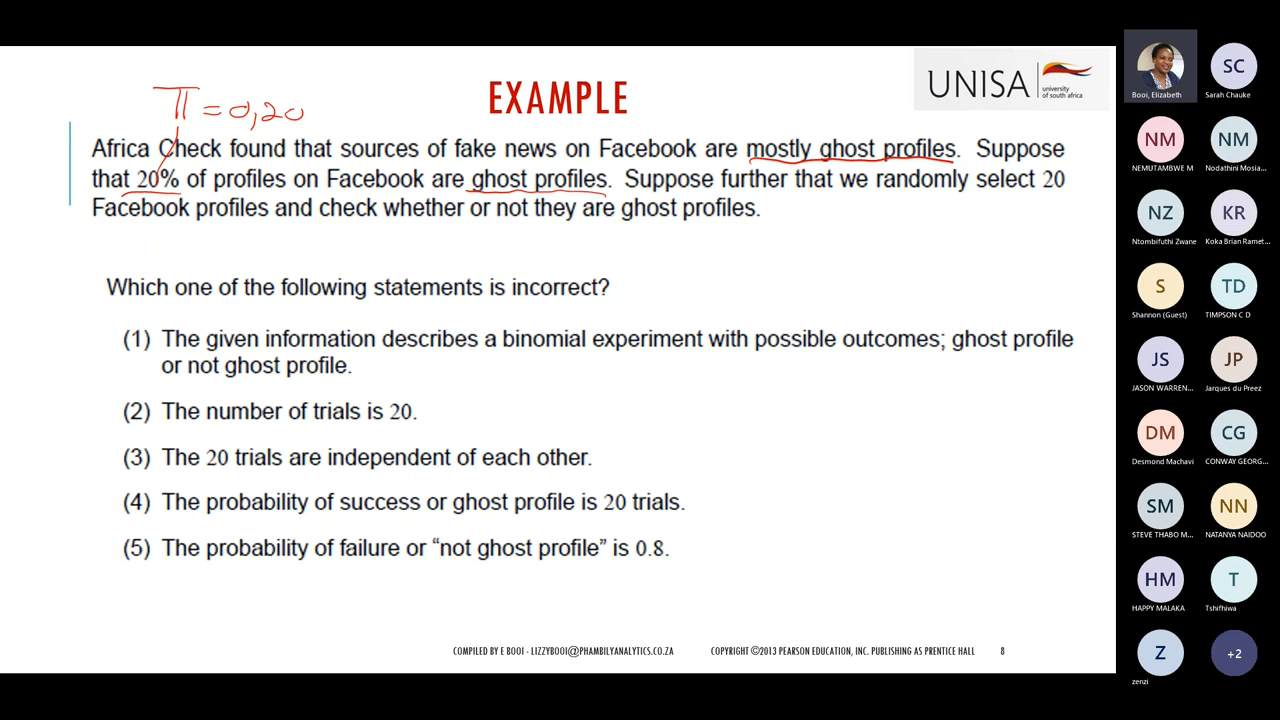 π = 0,20
EXAMPLE
UNISA
university
of south africa
Africa Check found that sources of fake news on Facebook are mostly ghost profiles. Suppose
that 20% of profiles on Facebook are ghost profiles. Suppose further that we randomly select 20
Facebook profiles and check whether or not they are ghost profiles.
Which one of the following statements is incorrect?
(1) The given information describes a binomial experiment with possible outcomes; ghost profile
or not ghost profile.
(2) The number of trials is 20.
(3) The 20 trials are independent of each other.
(4) The probability of success or ghost profile is 20 trials.
(5) The probability of failure or “not ghost profile” is 0.8.
COMPILED BY E BOOI - LIZZYBOOI@PHAMBILYANALYTICS.CO.ZA
COPYRIGHT ©2013 PEARSON EDUCATION, INC. PUBLISHING AS PRENTICE HALL
8
Booi, Elizabeth
SC
Sarah Chauke
NM
NEMUTAMBWE M
NM
Nodathini Mosia...
NZ
Ntombifuthi Zwane
KR
Koka Brian Ramet...
S
Shannon (Guest)
TD
TIMPSON C D
JS
JASON WARREN...
JP
Jarques du Preez
DM
Desmond Machavi
CG
CONWAY GEORG...
SM
STEVE THABO M...
NN
NATANYA NAIDOO
HM
HAPPY MALAKA
T
Tshifhiwa
Z
zenzi
+2